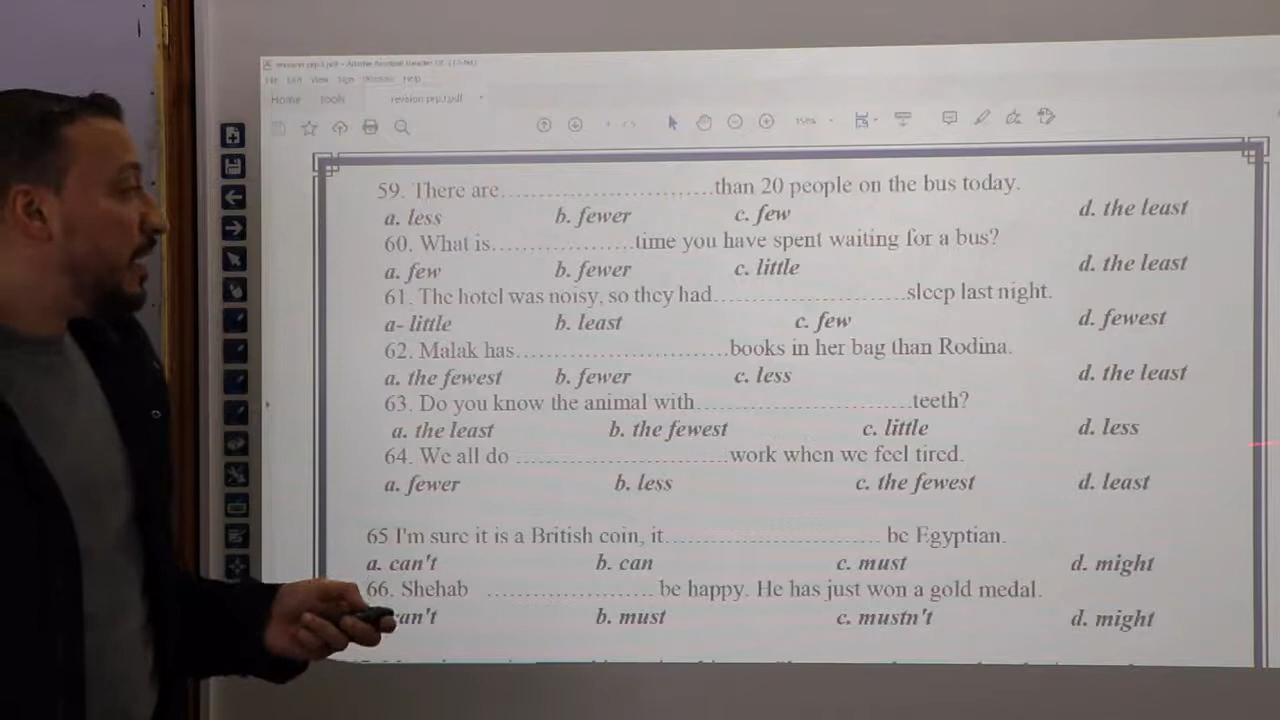 Home Tools revision prp3.pdf
59. There are........................than 20 people on the bus today.
a. less b. fewer c. few d. the least
60. What is.................time you have spent waiting for a bus?
a. few b. fewer c. little d. the least
61. The hotel was noisy, so they had......................sleep last night.
a- little b. least c. few d. fewest
62. Malak has........................books in her bag than Rodina.
a. the fewest b. fewer c. less d. the least
63. Do you know the animal with........................teeth?
a. the least b. the fewest c. little d. less
64. We all do ........................work when we feel tired.
a. fewer b. less c. the fewest d. least
65 I'm sure it is a British coin, it........................ be Egyptian.
a. can't b. can c. must d. might
66. Shehab ................... be happy. He has just won a gold medal.
can't b. must c. mustn't d. might